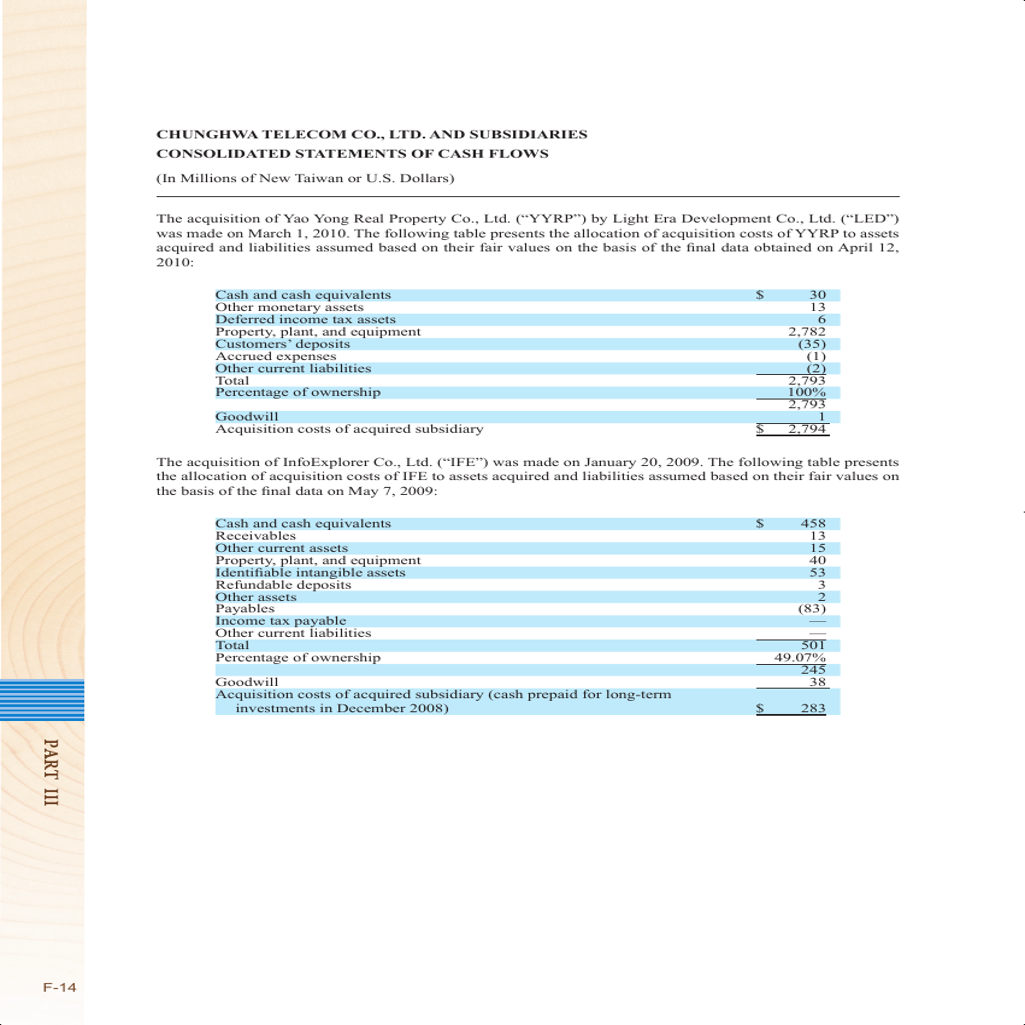 CHUNGHWA TELECOM CO., LTD. AND SUBSIDIARIES
CONSOLIDATED STATEMENTS OF CASH FLOWS
(In Millions of New Taiwan or U.S. Dollars)
The acquisition of Yao Yong Real Property Co., Ltd. (“YYRP”) by Light Era Development Co., Ltd. (“LED”)
was made on March 1, 2010. The following table presents the allocation of acquisition costs of YYRP to assets
acquired and liabilities assumed based on their fair values on the basis of the final data obtained on April 12,
2010:
Cash and cash equivalents $ 30
Other monetary assets 13
Deferred income tax assets 6
Property, plant, and equipment 2,782
Customers’ deposits (35)
Accrued expenses (1)
Other current liabilities (2)
Total 2,793
Percentage of ownership 100%
2,793
Goodwill 1
Acquisition costs of acquired subsidiary $ 2,794
The acquisition of InfoExplorer Co., Ltd. (“IFE”) was made on January 20, 2009. The following table presents
the allocation of acquisition costs of IFE to assets acquired and liabilities assumed based on their fair values on
the basis of the final data on May 7, 2009:
Cash and cash equivalents $ 458
Receivables 13
Other current assets 15
Property, plant, and equipment 40
Identifiable intangible assets 53
Refundable deposits 3
Other assets 2
Payables (83)
Income tax payable —
Other current liabilities —
Total 501
Percentage of ownership 49.07%
245
Goodwill 38
Acquisition costs of acquired subsidiary (cash prepaid for long-term
investments in December 2008) $ 283
PART III
F-14